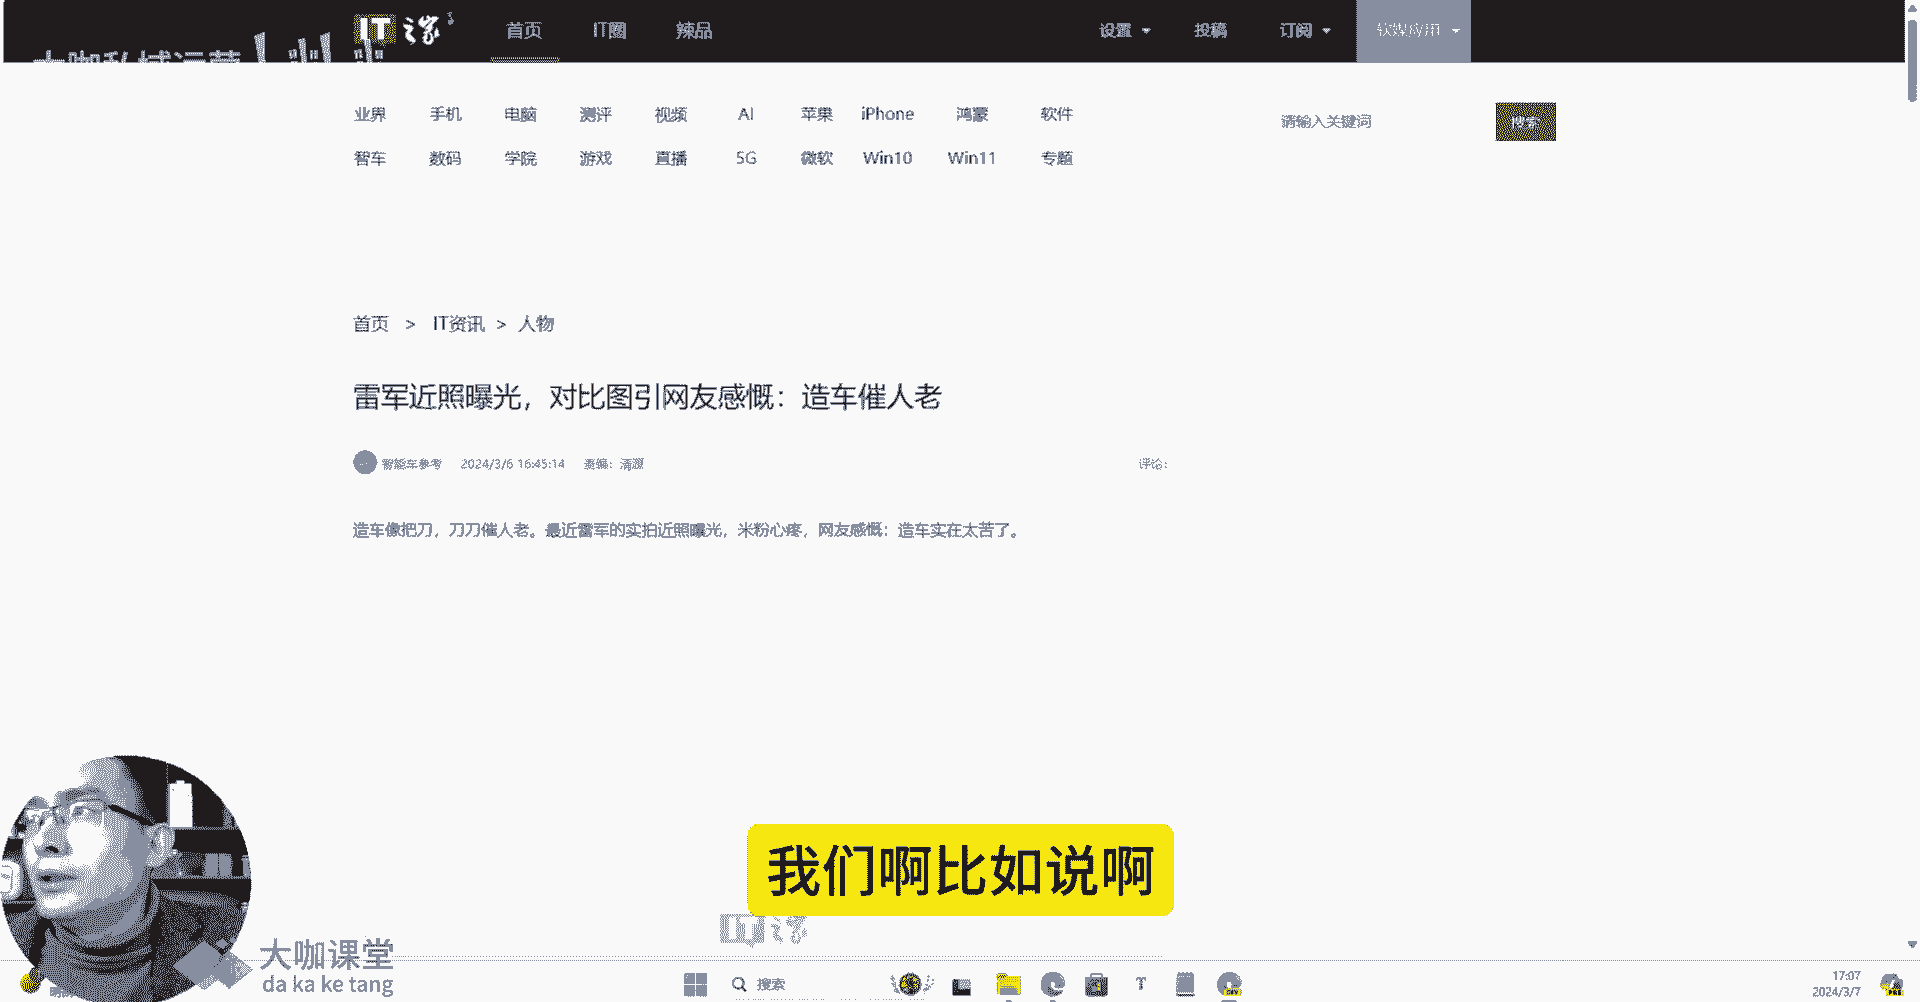 IT之家 首页 IT圈 辣品 设置 投稿 订阅 软媒应用
业界 手机 电脑 测评 视频 AI 苹果 iPhone 鸿蒙 软件
请输入关键词 搜索
智车 数码 学院 游戏 直播 5G 微软 Win10 Win11 专题
首页 > IT资讯 > 人物
雷军近照曝光，对比图引网友感慨：造车催人老
智能车参考 2024/3/6 16:45:14 责编：清源 评论：
造车像把刀，刀刀催人老。最近雷军的实拍近照曝光，米粉心疼，网友感慨：造车实在太苦了。
我们啊比如说啊
IT之家
大咖课堂
da ka ke tang
搜索
17:07
2024/3/7